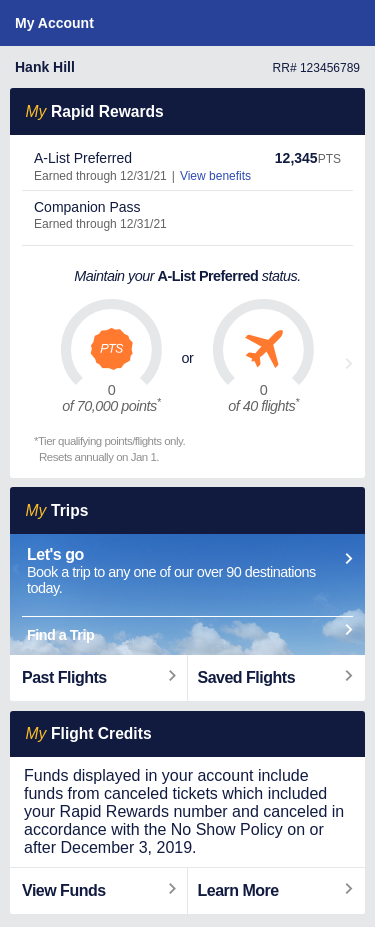 My Account
Hank Hill RR# 123456789
My Rapid Rewards
A-List Preferred 12,345PTS
Earned through 12/31/21 | View benefits
Companion Pass
Earned through 12/31/21
Maintain your A-List Preferred status.
PTS
or
0
of 70,000 points*
0
of 40 flights*
*Tier qualifying points/flights only.
Resets annually on Jan 1.
My Trips
Let's go
Book a trip to any one of our over 90 destinations
today.
Find a Trip
Past Flights Saved Flights
My Flight Credits
Funds displayed in your account include
funds from canceled tickets which included
your Rapid Rewards number and canceled in
accordance with the No Show Policy on or
after December 3, 2019.
View Funds Learn More